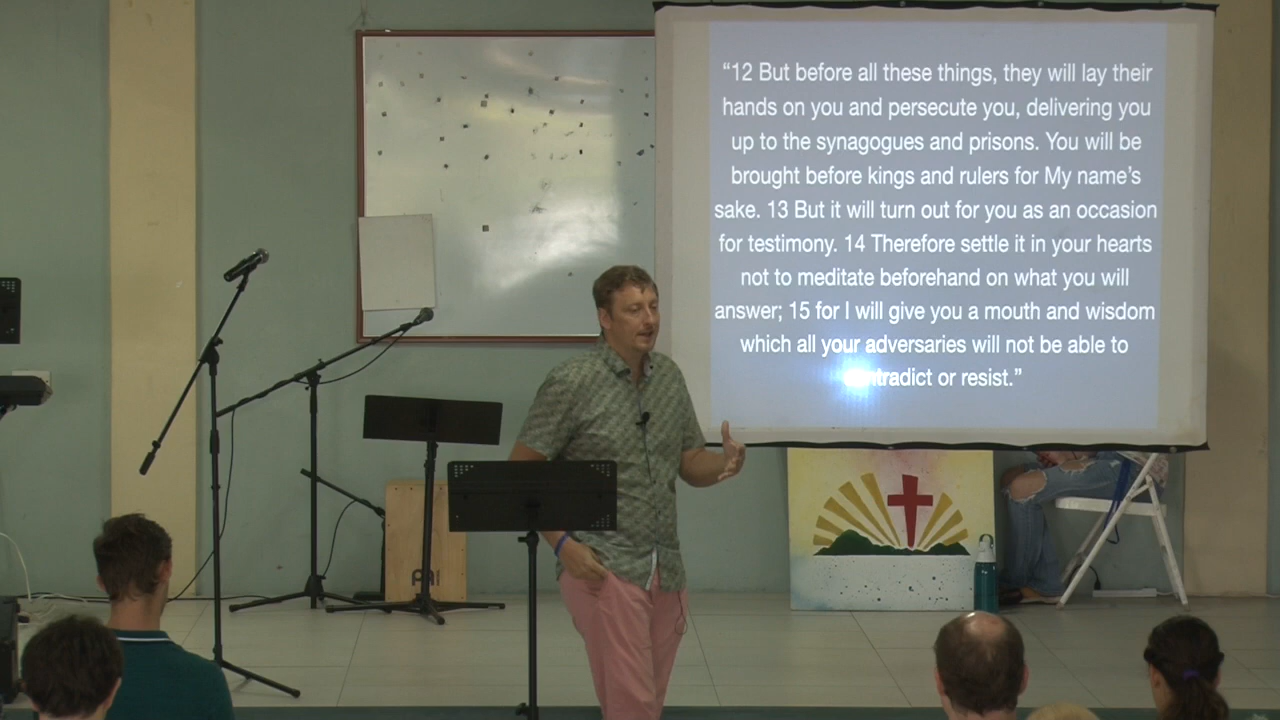 “12 But before all these things, they will lay their
hands on you and persecute you, delivering you
up to the synagogues and prisons. You will be
brought before kings and rulers for My name’s
sake. 13 But it will turn out for you as an occasion
for testimony. 14 Therefore settle it in your hearts
not to meditate beforehand on what you will
answer; 15 for I will give you a mouth and wisdom
which all your adversaries will not be able to
contradict or resist.”